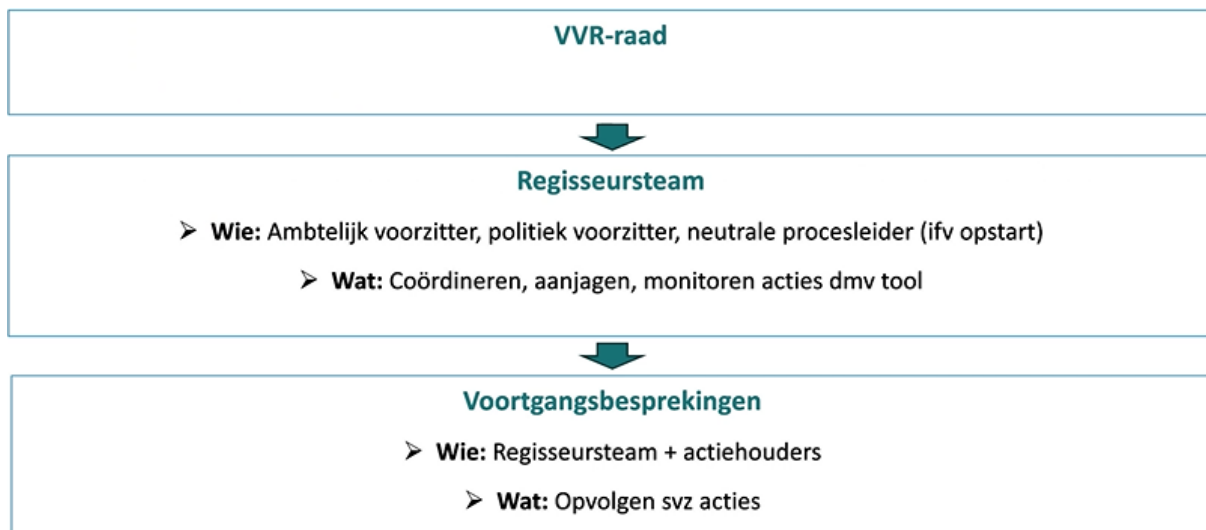 VVR-raad
Regisseursteam
➢ Wie: Ambtelijk voorzitter, politiek voorzitter, neutrale procesleider (ifv opstart)
➢ Wat: Coördineren, aanjagen, monitoren acties dmv tool
Voortgangsbesprekingen
➢ Wie: Regisseursteam + actiehouders
➢ Wat: Opvolgen svz acties